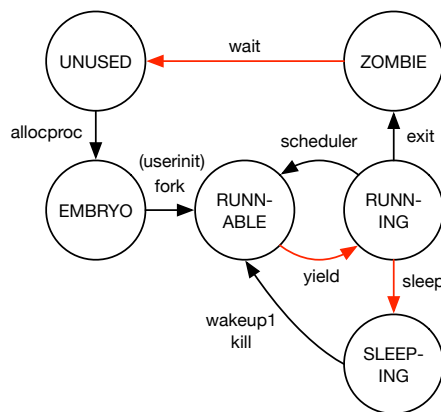 wait
UNUSED
ZOMBIE
allocproc
(userinit)
fork
scheduler
exit
EMBRYO
RUNN-
ABLE
RUNN-
ING
yield
sleep
wakeup1
kill
SLEEP-
ING